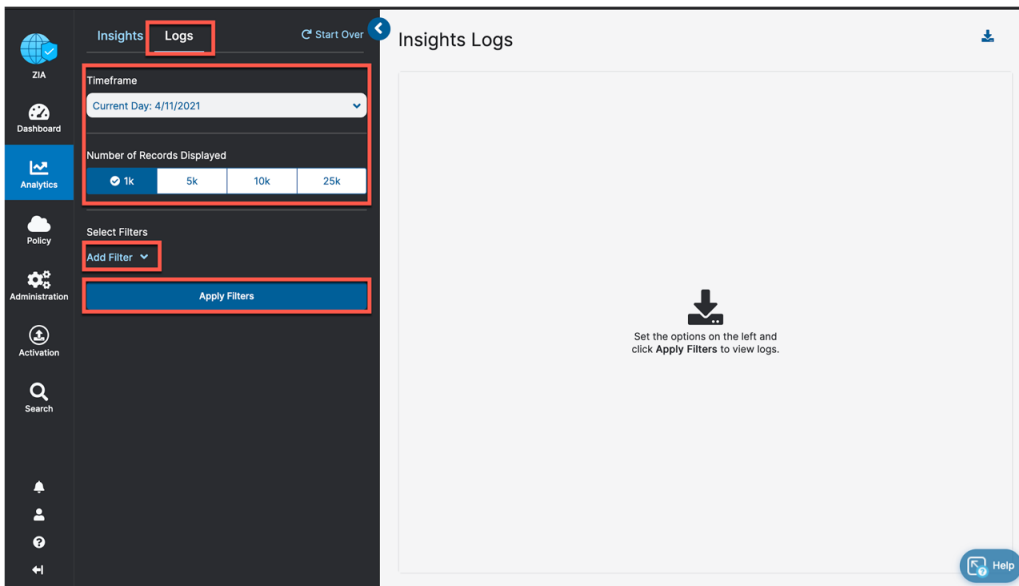 ZIA
Dashboard
Analytics
Policy
Administration
Activation
Search
Insights
Logs
Start Over
Timeframe
Current Day: 4/11/2021
Number of Records Displayed
1k
5k
10k
25k
Select Filters
Add Filter
Apply Filters
Insights Logs
Set the options on the left and
click Apply Filters to view logs.
Help